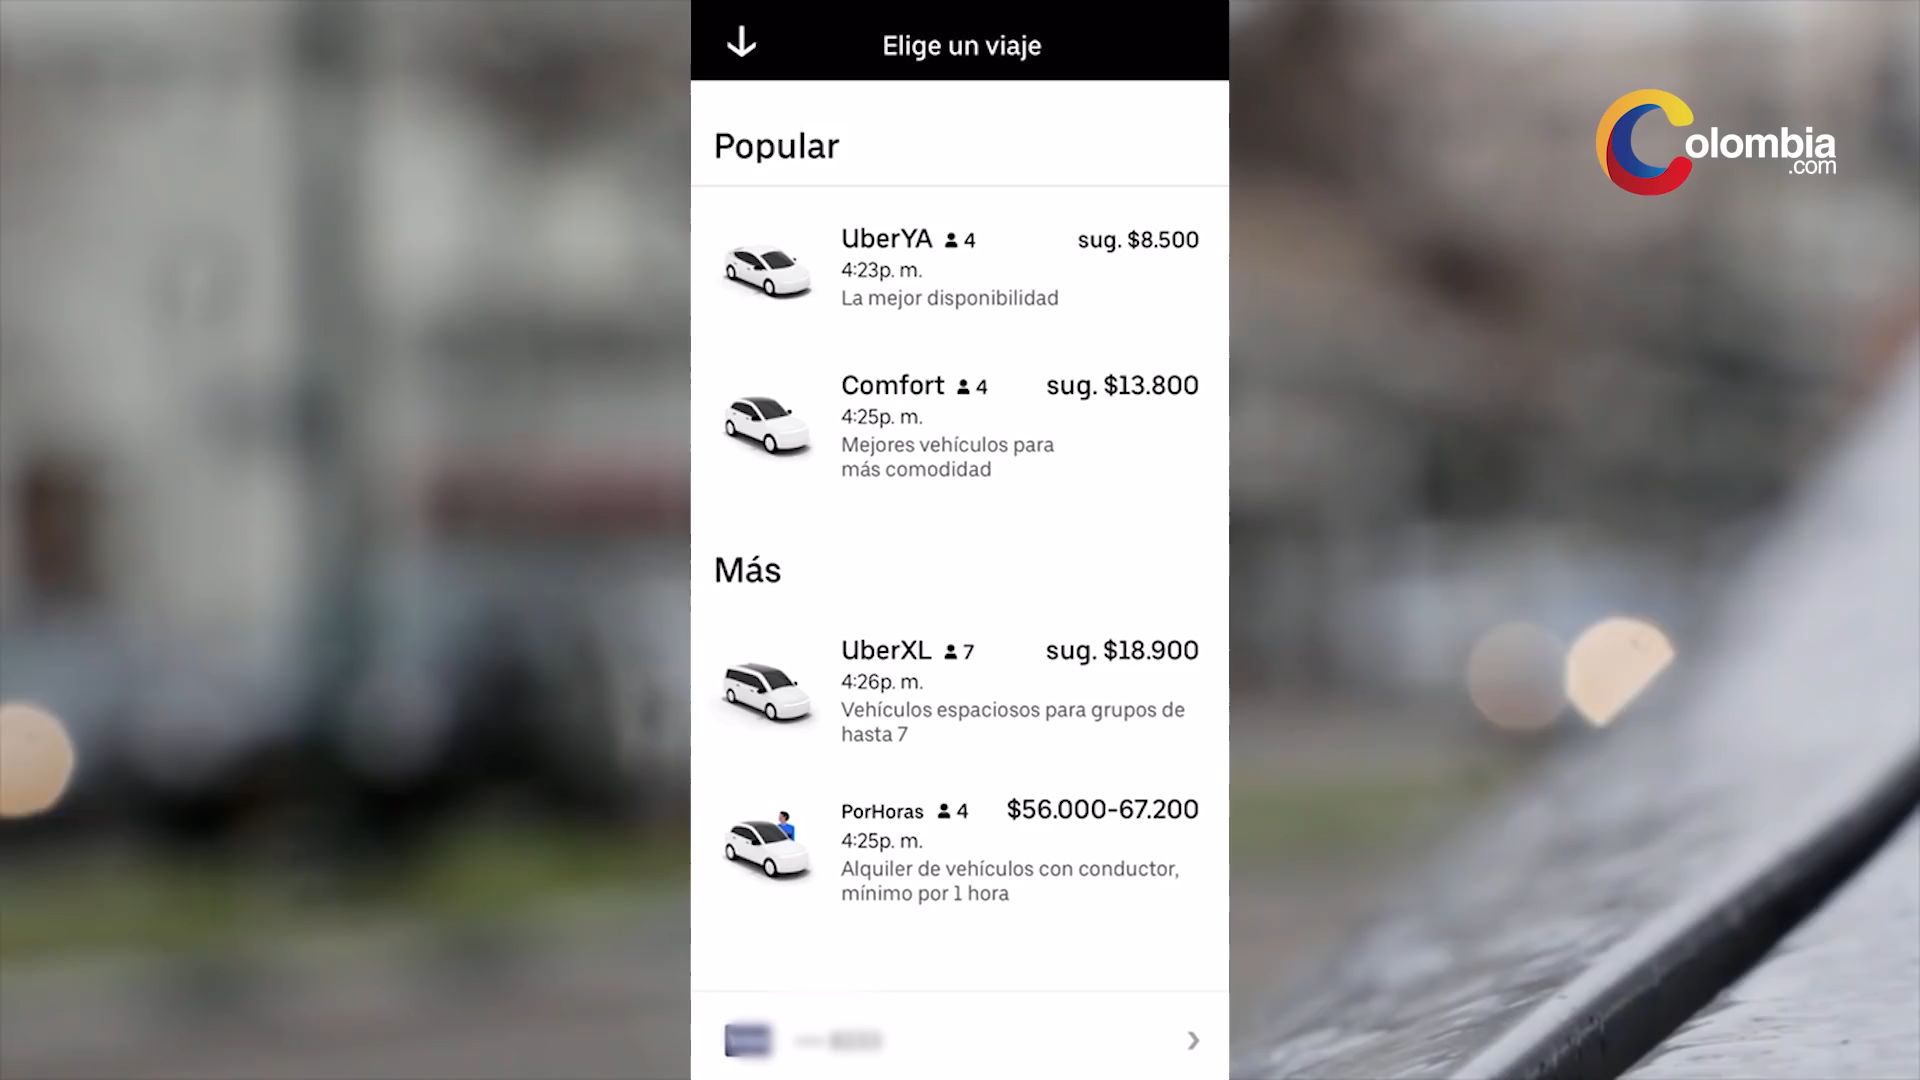 Elige un viaje
Colombia
.com
Popular
UberYA 4 sug. $8.500
4:23p. m.
La mejor disponibilidad
Comfort 4 sug. $13.800
4:25p. m.
Mejores vehículos para
más comodidad
Más
UberXL 7 sug. $18.900
4:26p. m.
Vehículos espaciosos para grupos de
hasta 7
PorHoras 4 $56.000-67.200
4:25p. m.
Alquiler de vehículos con conductor,
mínimo por 1 hora